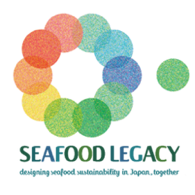 SEAFOOD LEGACY
designing seafood sustainability in Japan, together